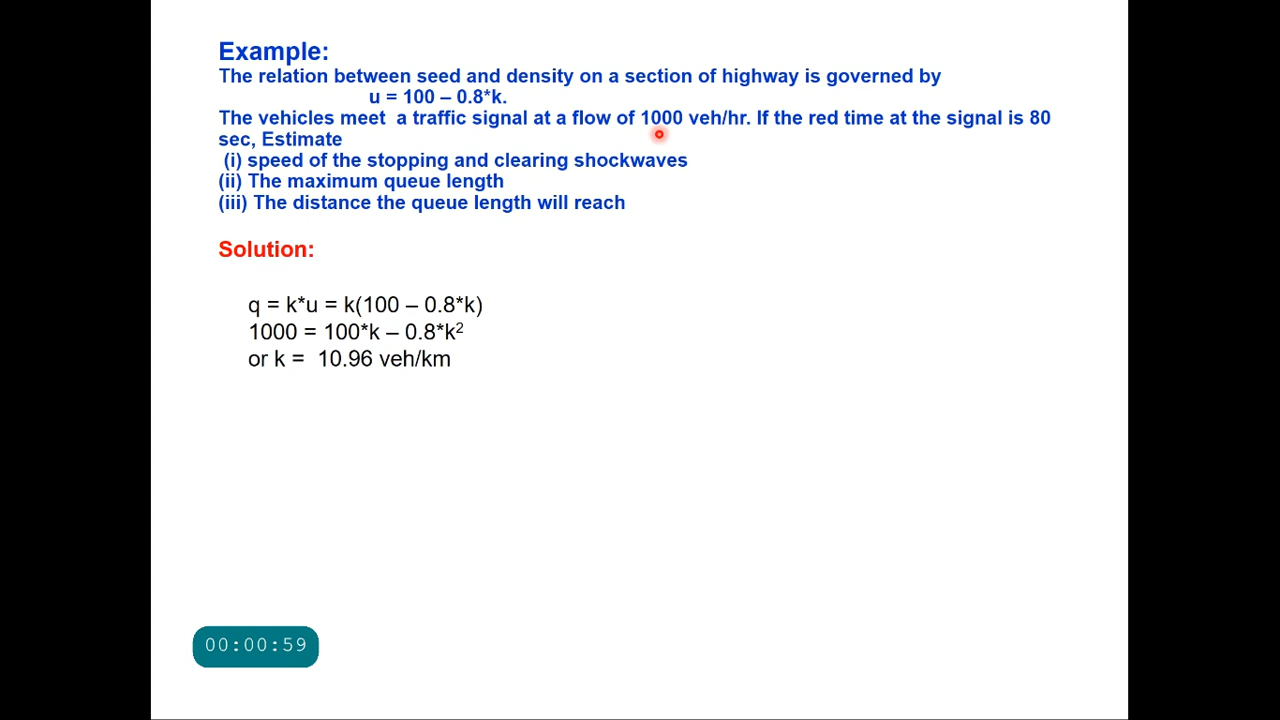 Example:
The relation between seed and density on a section of highway is governed by
u = 100 – 0.8*k.
The vehicles meet a traffic signal at a flow of 1000 veh/hr. If the red time at the signal is 80
sec, Estimate
(i) speed of the stopping and clearing shockwaves
(ii) The maximum queue length
(iii) The distance the queue length will reach
Solution:
q = k*u = k(100 – 0.8*k)
1000 = 100*k – 0.8*k²
or k = 10.96 veh/km
00:00:59